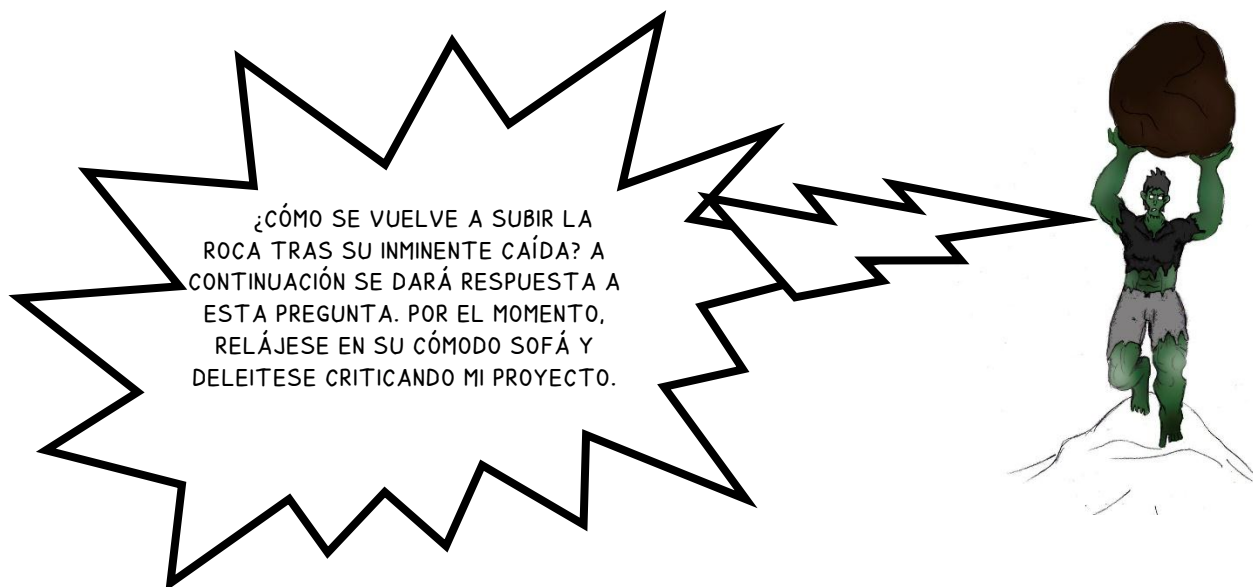 ¿CÓMO SE VUELVE A SUBIR LA
ROCA TRAS SU INMINENTE CAÍDA? A
CONTINUACIÓN SE DARÁ RESPUESTA A
ESTA PREGUNTA. POR EL MOMENTO,
RELÁJESE EN SU CÓMODO SOFÁ Y
DELEITESE CRITICANDO MI PROYECTO.